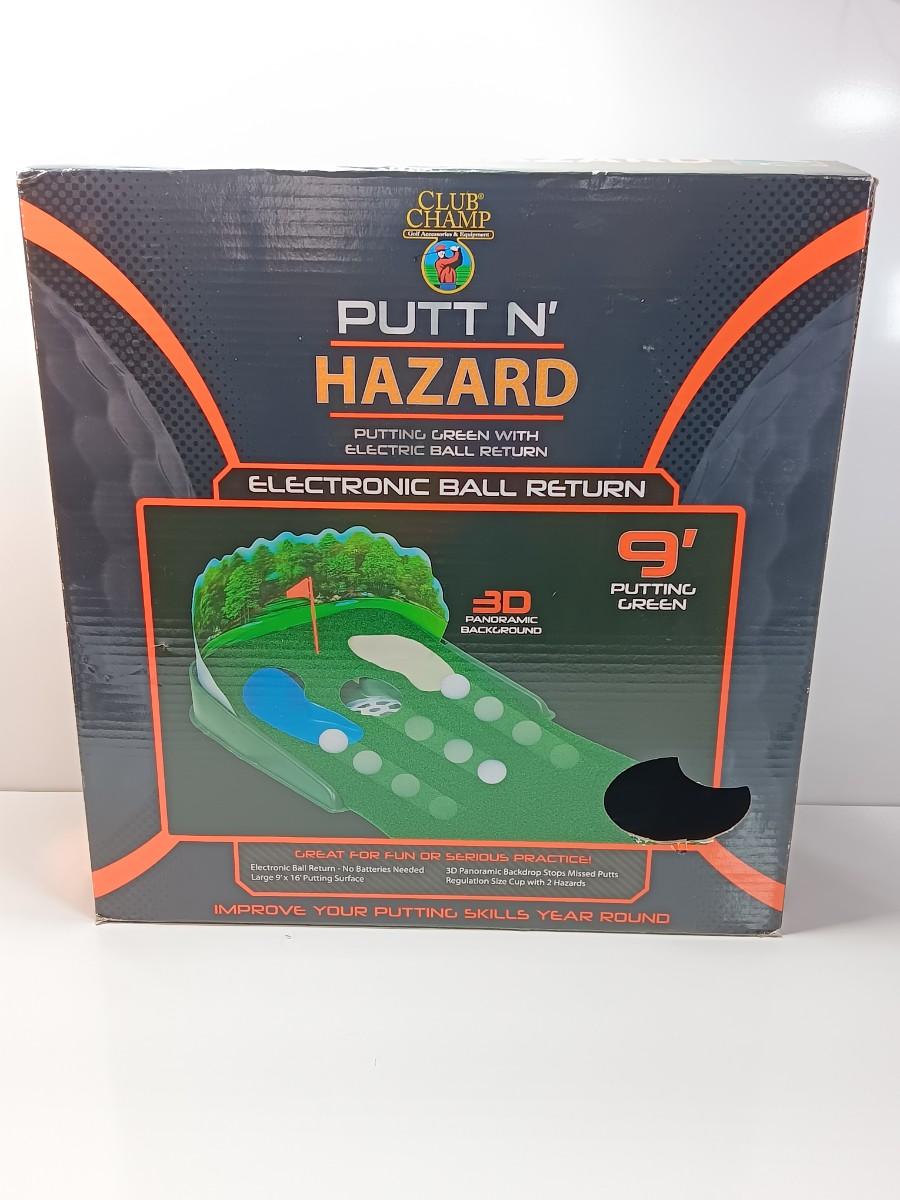 CLUB®
CHAMP
Golf Accessories & Equipment
PUTT N'
HAZARD
PUTTING GREEN WITH
ELECTRIC BALL RETURN
ELECTRONIC BALL RETURN
9'
PUTTING
GREEN
3D
PANORAMIC
BACKGROUND
GREAT FOR FUN OR SERIOUS PRACTICE!
Electronic Ball Return - No Batteries Needed
Large 9' x 16' Putting Surface
3D Panoramic Backdrop Stops Missed Putts
Regulation Size Cup with 2 Hazards
IMPROVE YOUR PUTTING SKILLS YEAR ROUND